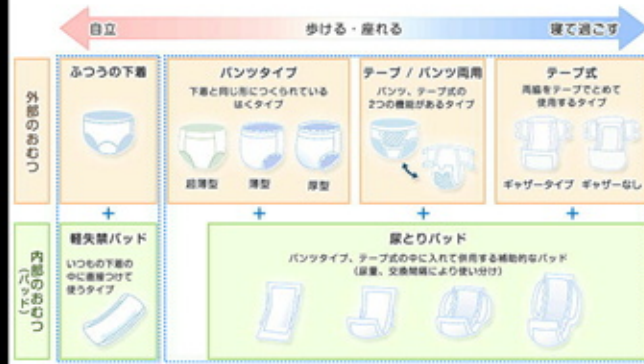 自立
歩ける・座れる
寝て過ごす
外部のおむつ
ふつうの下着
パンツタイプ
下着と同じ形につくられている
はくタイプ
超薄型
薄型
厚型
テープ / パンツ両用
パンツ、テープ式の
2つの機能があるタイプ
テープ式
両脇をテープでとめて
使用するタイプ
ギャザータイプ
ギャザーなし
+
+
+
+
内部のおむつ
(パッド)
軽失禁パッド
いつもの下着の
中に直接つけて
使うタイプ
尿とりパッド
パンツタイプ、テープ式の中に入れて併用する補助的なパッド
(尿量、交換間隔により使い分け)